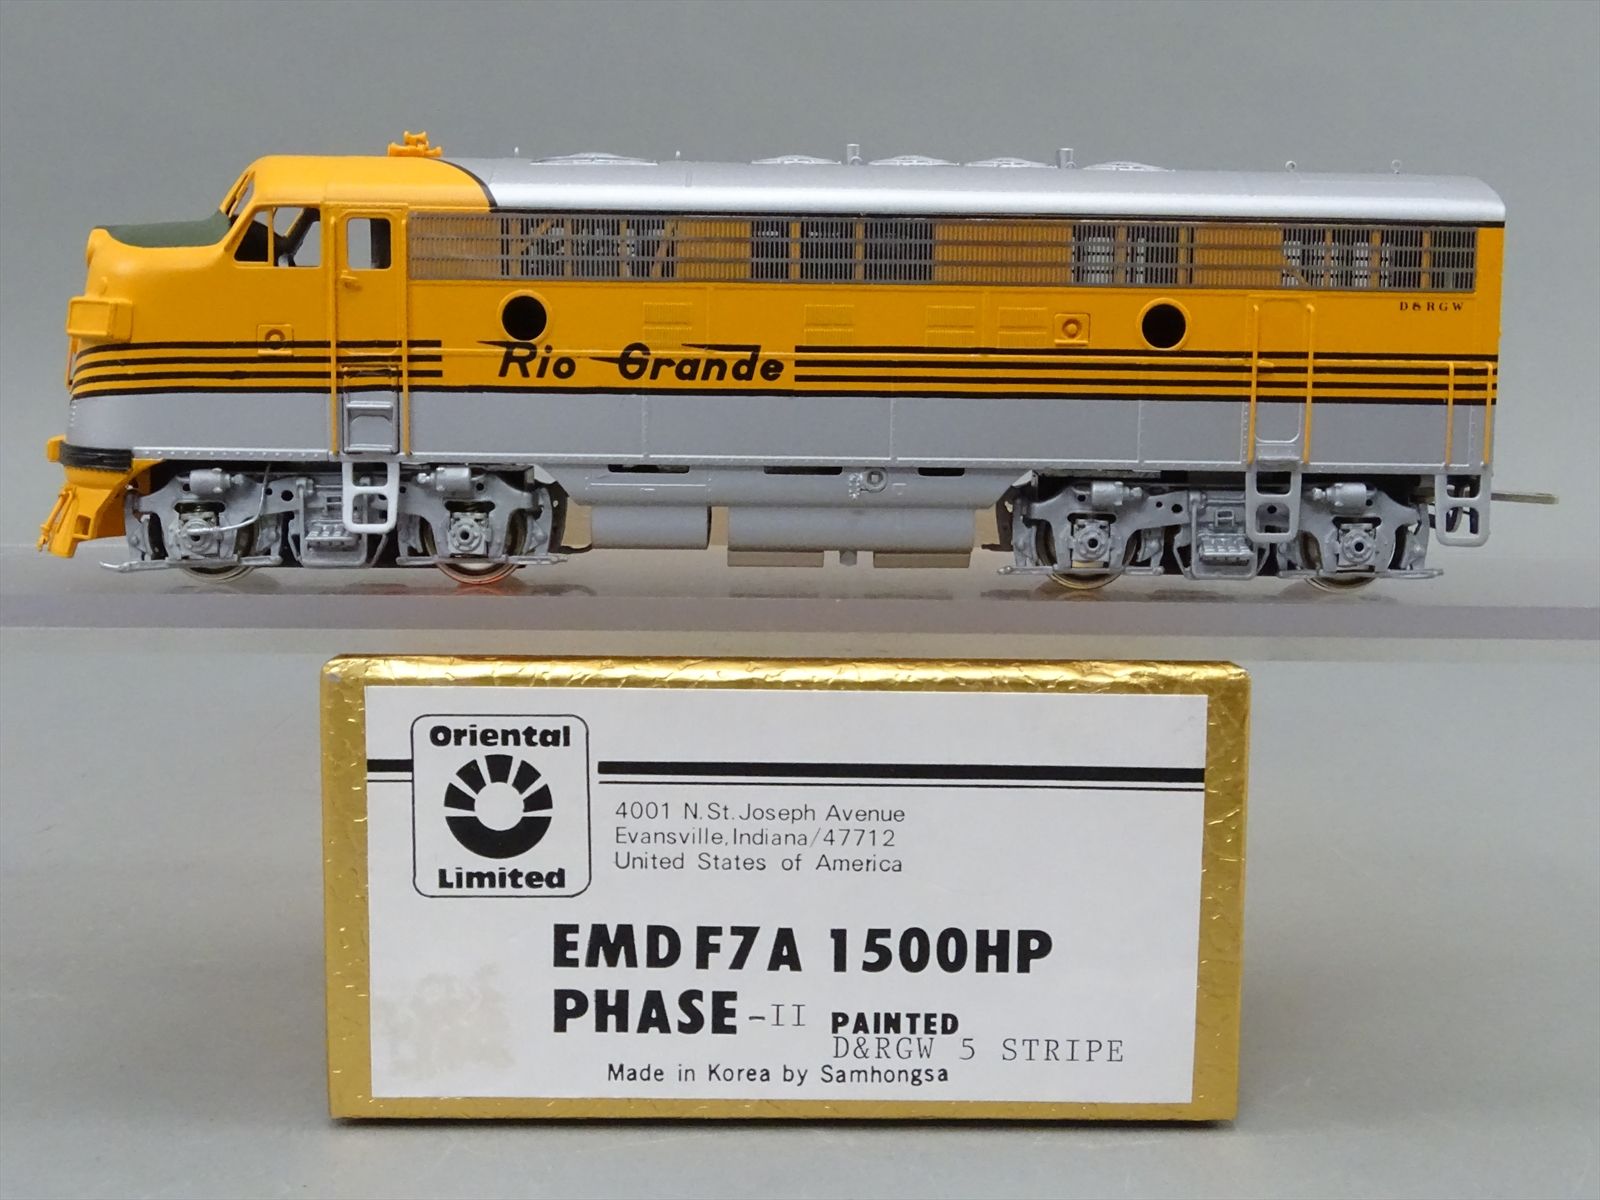 D&RGW
Rio Grande
Oriental
Limited
4001 N.St.Joseph Avenue
Evansville,Indiana/47712
United States of America
EMD F7A 1500HP
PHASE -II PAINTED
D&RGW 5 STRIPE
Made in Korea by Samhongsa